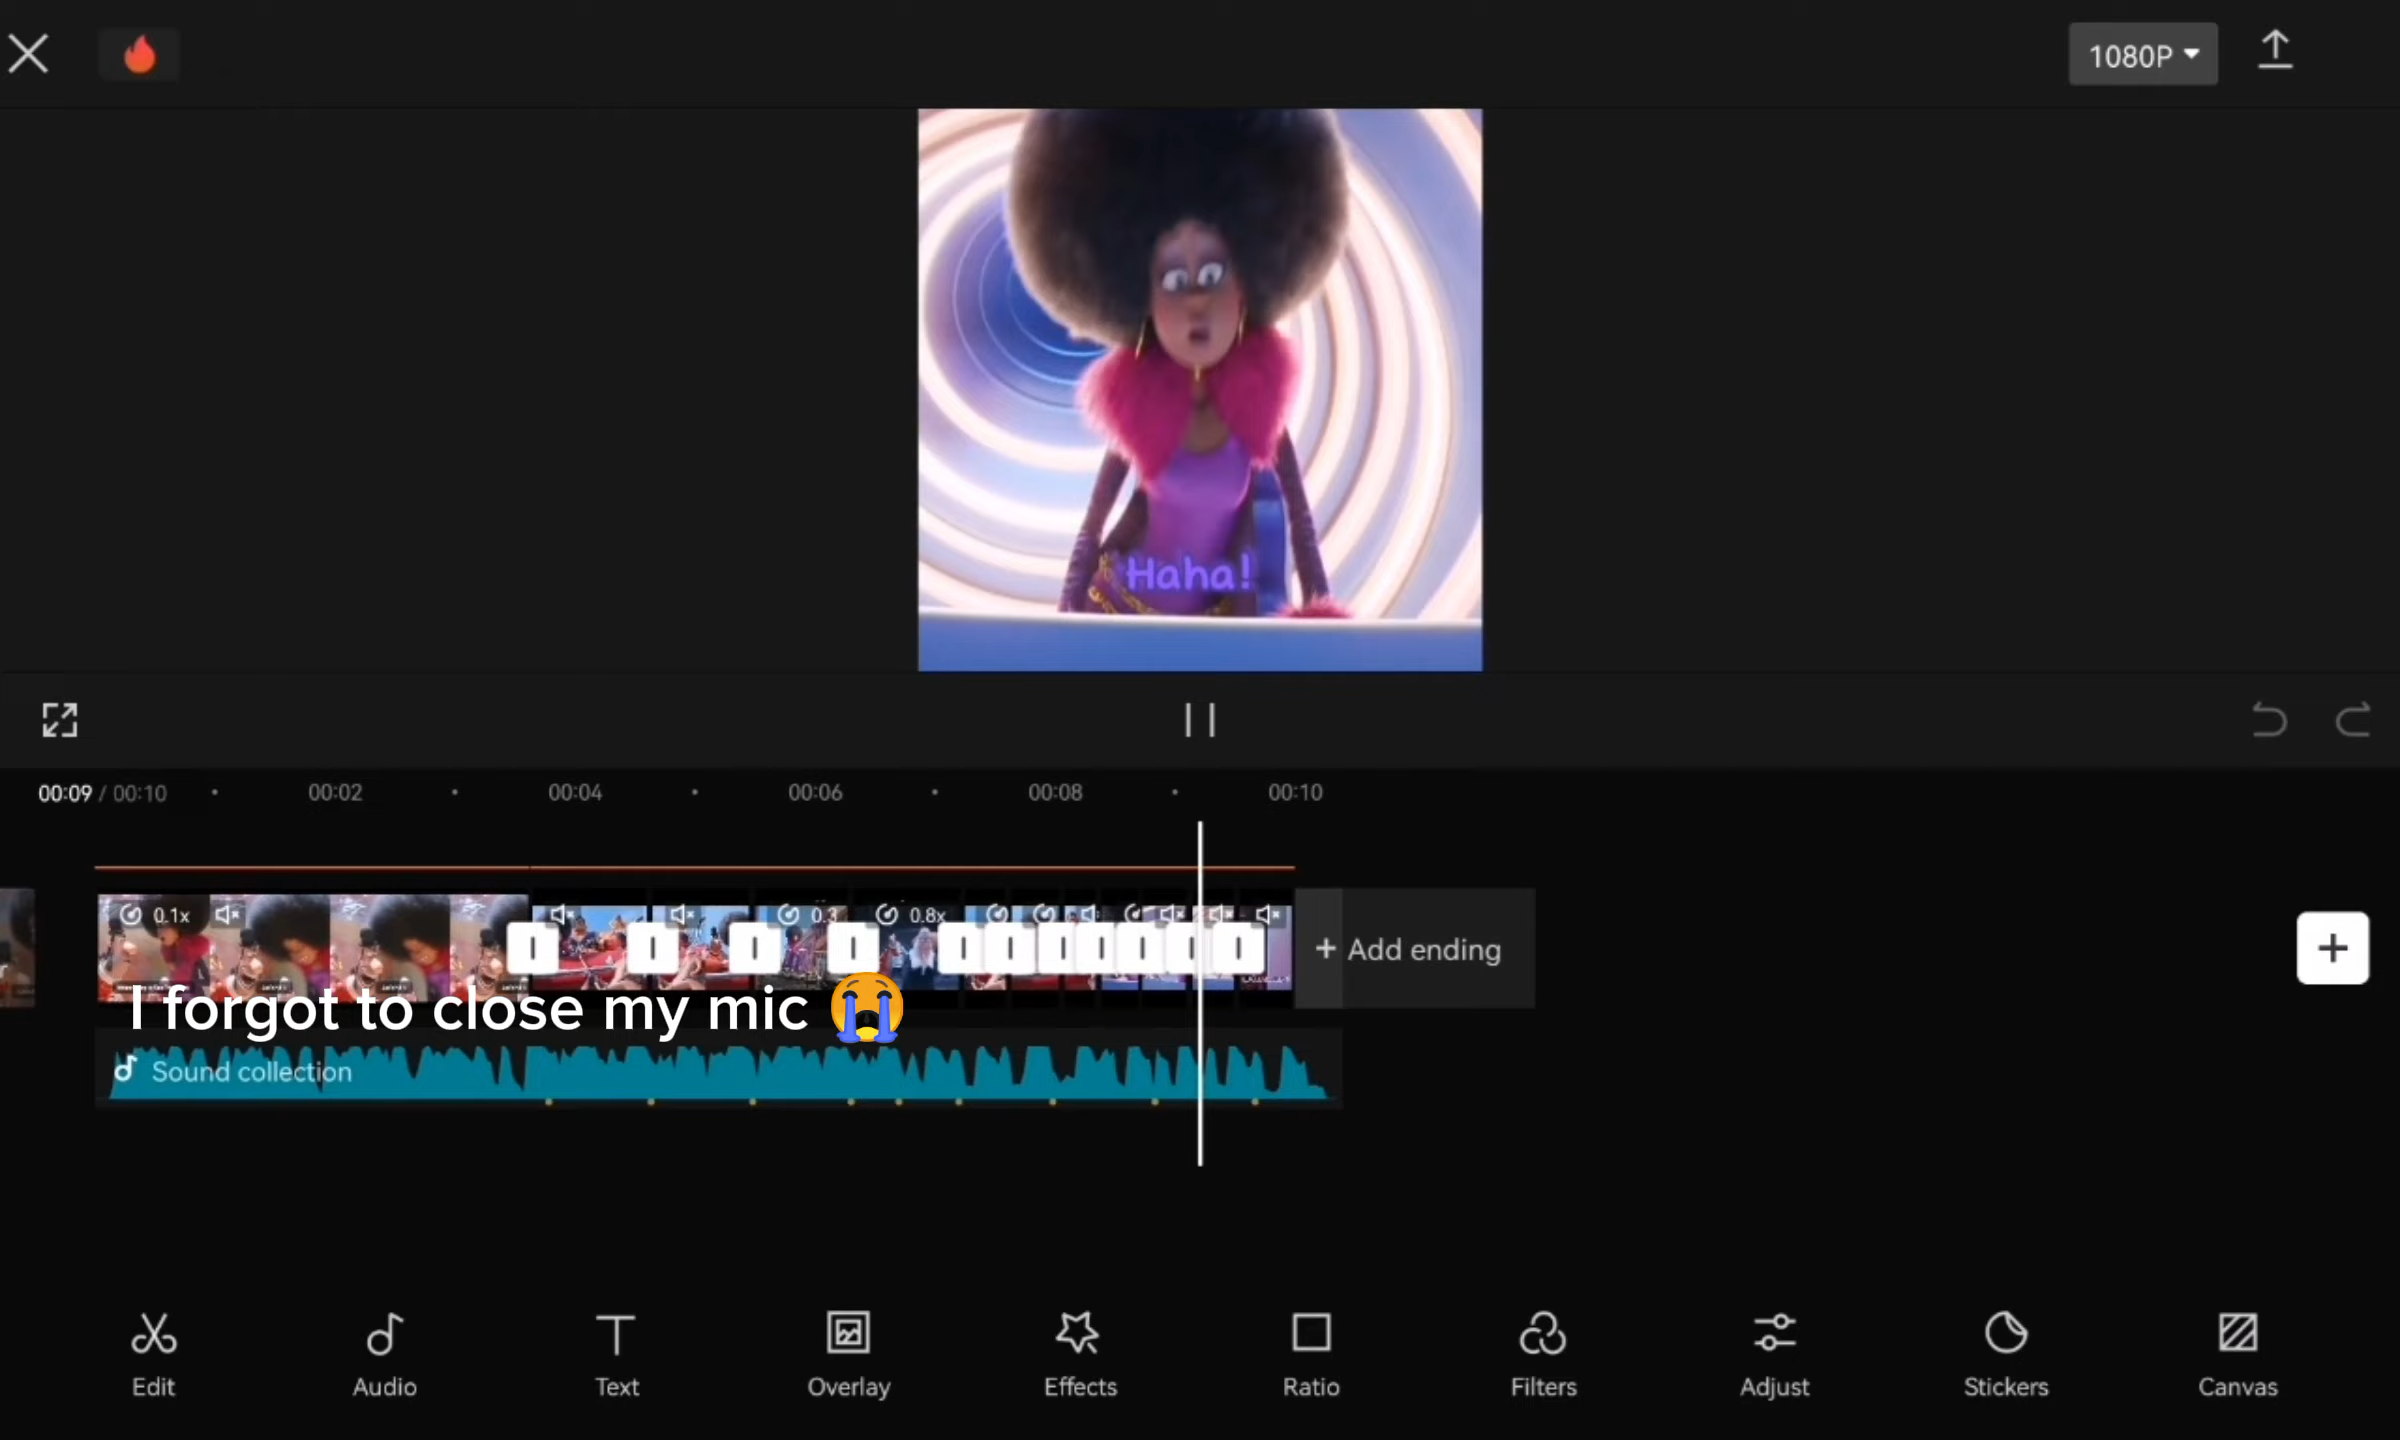 1080P
Haha!
00:09 / 00:10
00:02
00:04
00:06
00:08
00:10
0.1x
0.3
0.8x
+ Add ending
I forgot to close my mic 😭
Sound collection
Edit
Audio
Text
Overlay
Effects
Ratio
Filters
Adjust
Stickers
Canvas